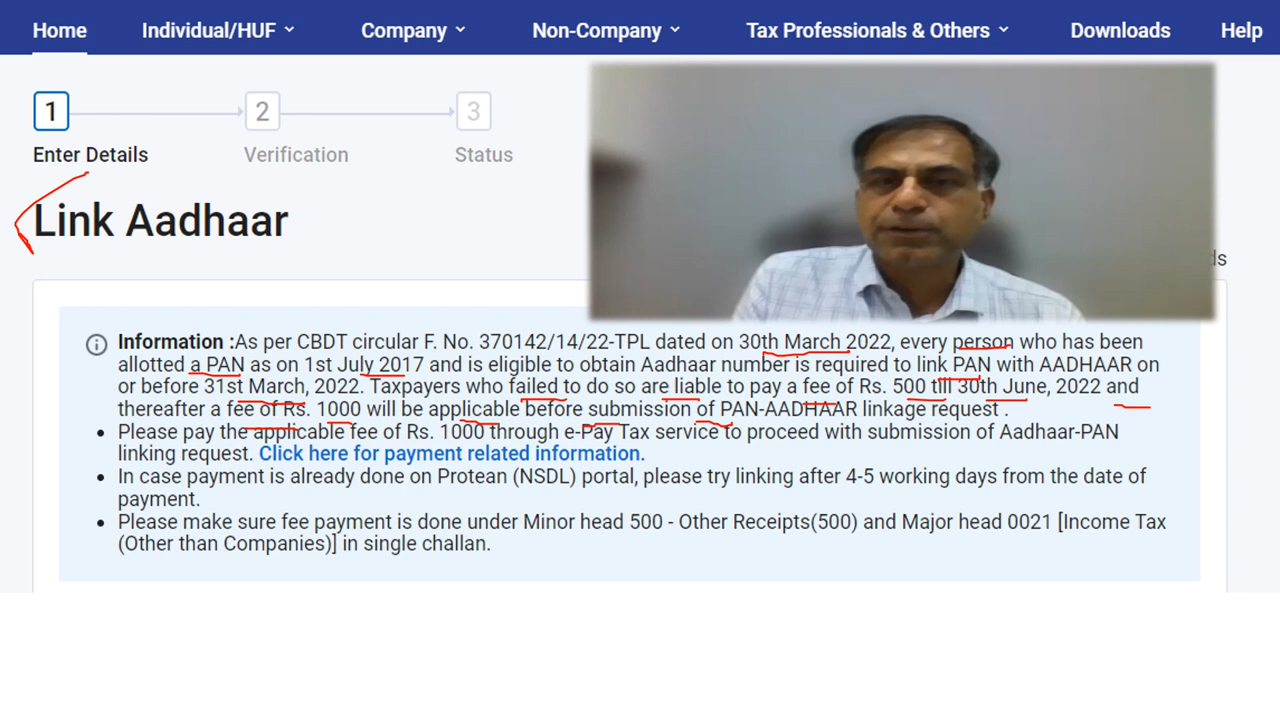 Home Individual/HUF Company Non-Company Tax Professionals & Others Downloads Help
1 2 3
Enter Details Verification Status
Link Aadhaar
Information :As per CBDT circular F. No. 370142/14/22-TPL dated on 30th March 2022, every person who has been
allotted a PAN as on 1st July 2017 and is eligible to obtain Aadhaar number is required to link PAN with AADHAAR on
or before 31st March, 2022. Taxpayers who failed to do so are liable to pay a fee of Rs. 500 till 30th June, 2022 and
thereafter a fee of Rs. 1000 will be applicable before submission of PAN-AADHAAR linkage request .
• Please pay the applicable fee of Rs. 1000 through e-Pay Tax service to proceed with submission of Aadhaar-PAN
linking request. Click here for payment related information.
• In case payment is already done on Protean (NSDL) portal, please try linking after 4-5 working days from the date of
payment.
• Please make sure fee payment is done under Minor head 500 - Other Receipts(500) and Major head 0021 [Income Tax
(Other than Companies)] in single challan.